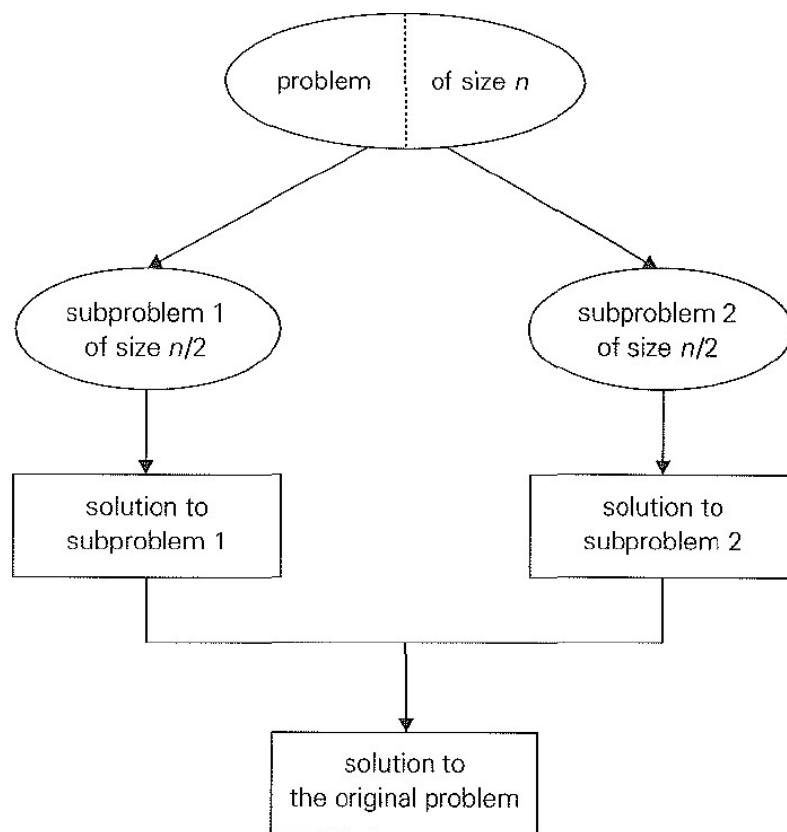 problem of size n
subproblem 1
of size n/2
subproblem 2
of size n/2
solution to
subproblem 1
solution to
subproblem 2
solution to
the original problem